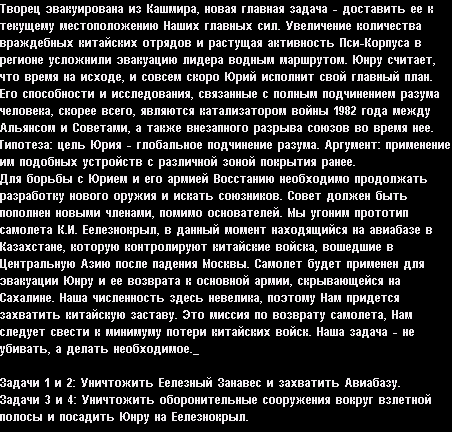 Творец эвакуирована из Кашмира, новая главная задача - доставить ее к
текущему местоположению Наших главных сил. Увеличение количества
враждебных китайских отрядов и растущая активность Пси-Корпуса в
регионе усложнили эвакуацию лидера водным маршрутом. Юнру считает,
что время на исходе, и совсем скоро Юрий исполнит свой главный план.
Его способности и исследования, связанные с полным подчинением разума
человека, скорее всего, являются катализатором войны 1982 года между
Альянсом и Советами, а также внезапного разрыва союзов во время нее.
Гипотеза: цель Юрия - глобальное подчинение разума. Аргумент: применение
им подобных устройств с различной зоной покрытия ранее.
Для борьбы с Юрием и его армией Восстанию необходимо продолжать
разработку нового оружия и искать союзников. Совет должен быть
пополнен новыми членами, помимо основателей. Мы угоним прототип
самолета К.И. Еелезнокрыл, в данный момент находящийся на авиабазе в
Казахстане, которую контролируют китайские войска, вошедшие в
Центральную Азию после падения Москвы. Самолет будет применен для
эвакуации Юнру и ее возврата к основной армии, скрывающейся на
Сахалине. Наша численность здесь невелика, поэтому Нам придется
захватить китайскую заставу. Это миссия по возврату самолета, Нам
следует свести к минимуму потери китайских войск. Наша задача - не
убивать, а делать необходимое._
Задачи 1 и 2: Уничтожить Еелезный Занавес и захватить Авиабазу.
Задачи 3 и 4: Уничтожить оборонительные сооружения вокруг взлетной
полосы и посадить Юнру на Еелезнокрыл.